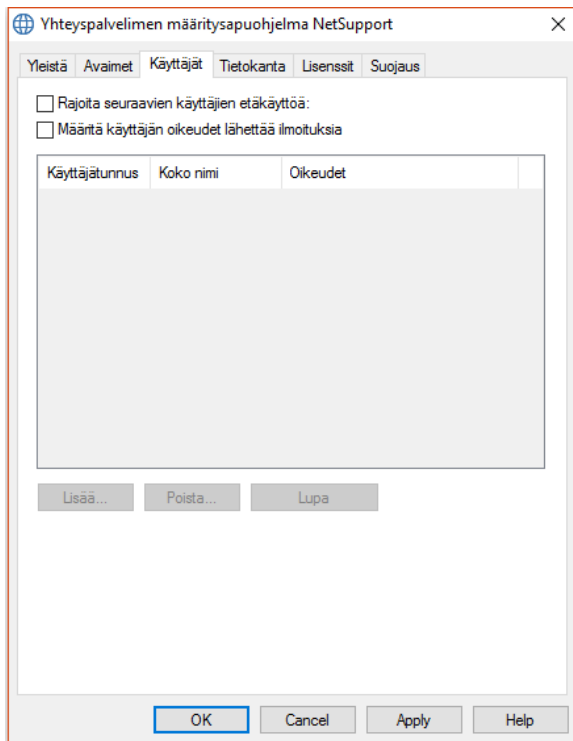 Yhteyspalvelimen määritysapuohjelma NetSupport
Yleistä Avaimet Käyttäjät Tietokanta Lisenssit Suojaus
Rajoita seuraavien käyttäjien etäkäyttöä:
Määritä käyttäjän oikeudet lähettää ilmoituksia
Käyttäjätunnus Koko nimi Oikeudet
Lisää... Poista... Lupa
OK Cancel Apply Help